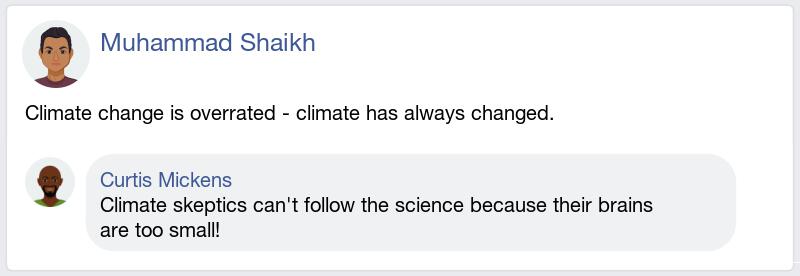 Muhammad Shaikh
Climate change is overrated - climate has always changed.
Curtis Mickens
Climate skeptics can't follow the science because their brains
are too small!